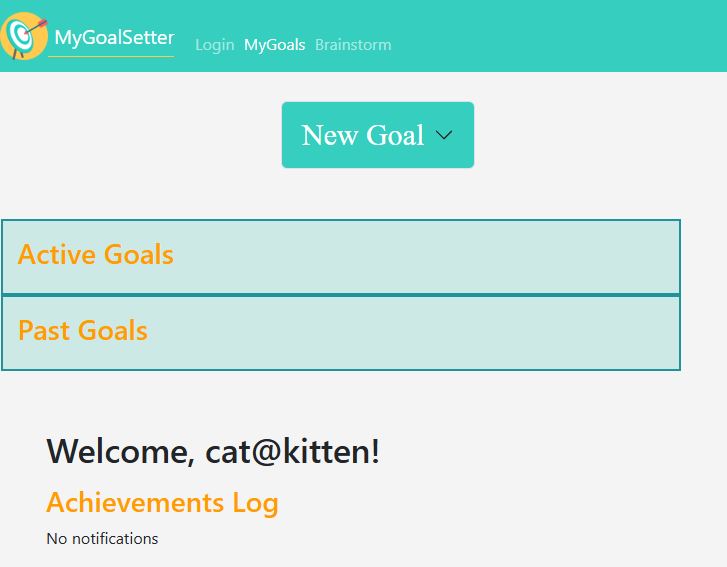 MyGoalSetter Login MyGoals Brainstorm
New Goal
Active Goals
Past Goals
Welcome, cat@kitten!
Achievements Log
No notifications